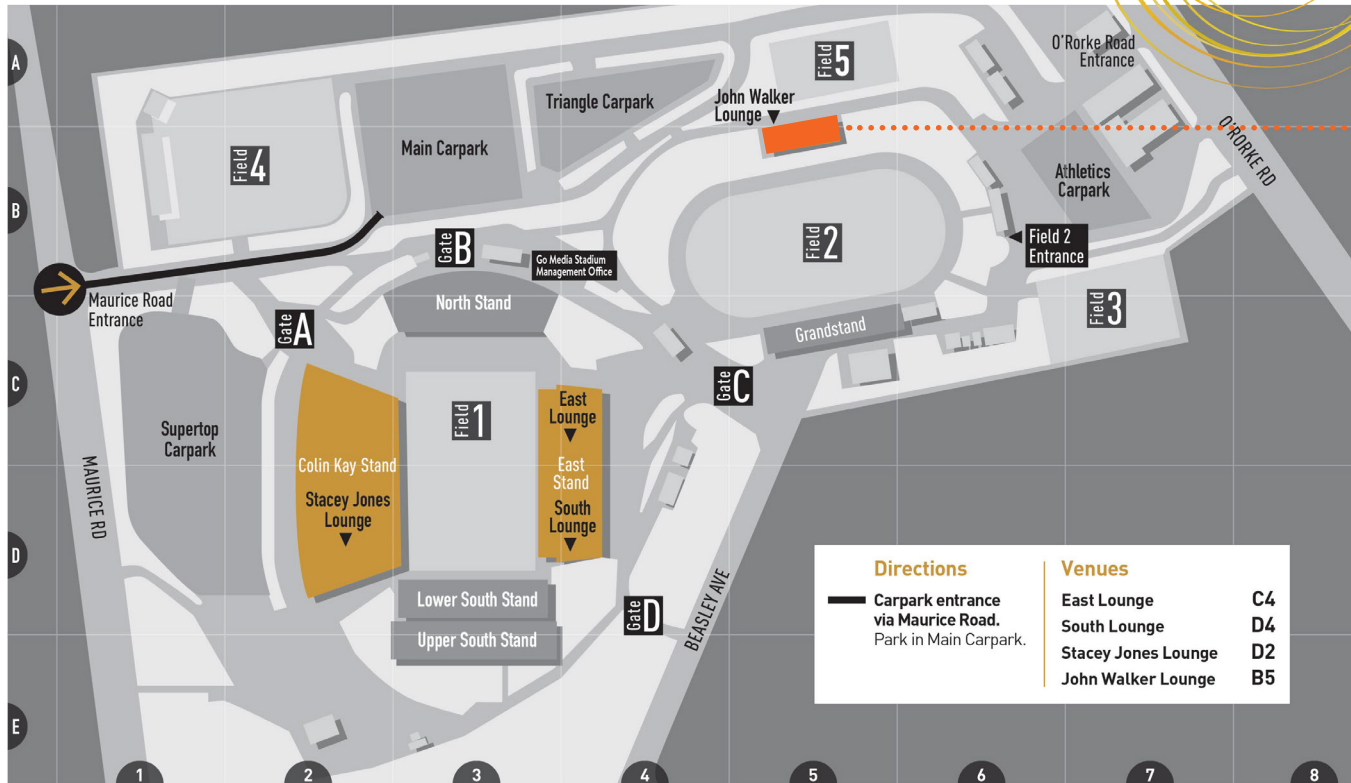 A
B
C
D
E
1
2
3
4
5
6
7
8
Field 5
O'Rorke Road
Entrance
John Walker
Lounge
Triangle Carpark
Main Carpark
Field 4
O'RORKE RD
Athletics
Carpark
Field 2
Field 2
Entrance
Gate B
Go Media Stadium
Management Office
Maurice Road
Entrance
North Stand
Field 3
Gate A
Grandstand
Gate C
East
Lounge
Field 1
Supertop
Carpark
Colin Kay Stand
East
Stand
Stacey Jones
Lounge
South
Lounge
MAURICE RD
Lower South Stand
Upper South Stand
Gate D
BEASLEY AVE
Directions
Carpark entrance
via Maurice Road.
Park in Main Carpark.
Venues
East Lounge C4
South Lounge D4
Stacey Jones Lounge D2
John Walker Lounge B5